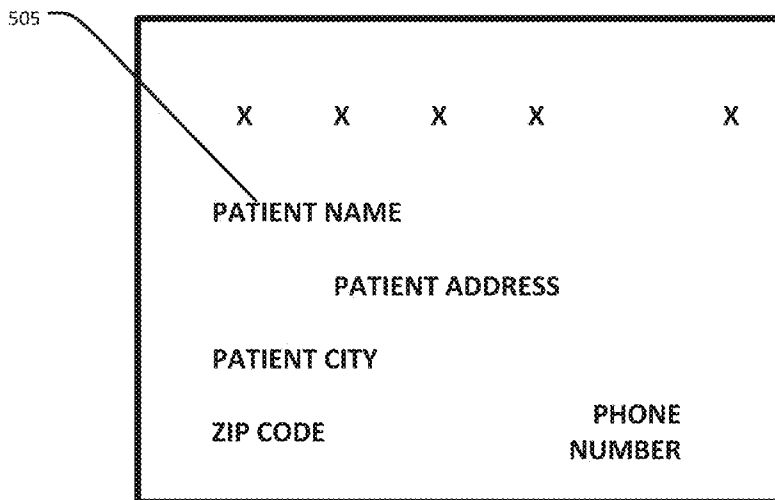 505
X X X X X
PATIENT NAME
PATIENT ADDRESS
PATIENT CITY
ZIP CODE
PHONE
NUMBER